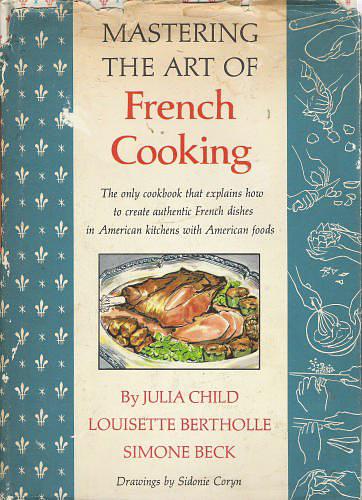 MASTERING
THE ART OF
French
Cooking
The only cookbook that explains how
to create authentic French dishes
in American kitchens with American foods
By JULIA CHILD
LOUISETTE BERTHOLLE
SIMONE BECK
Drawings by Sidonie Coryn